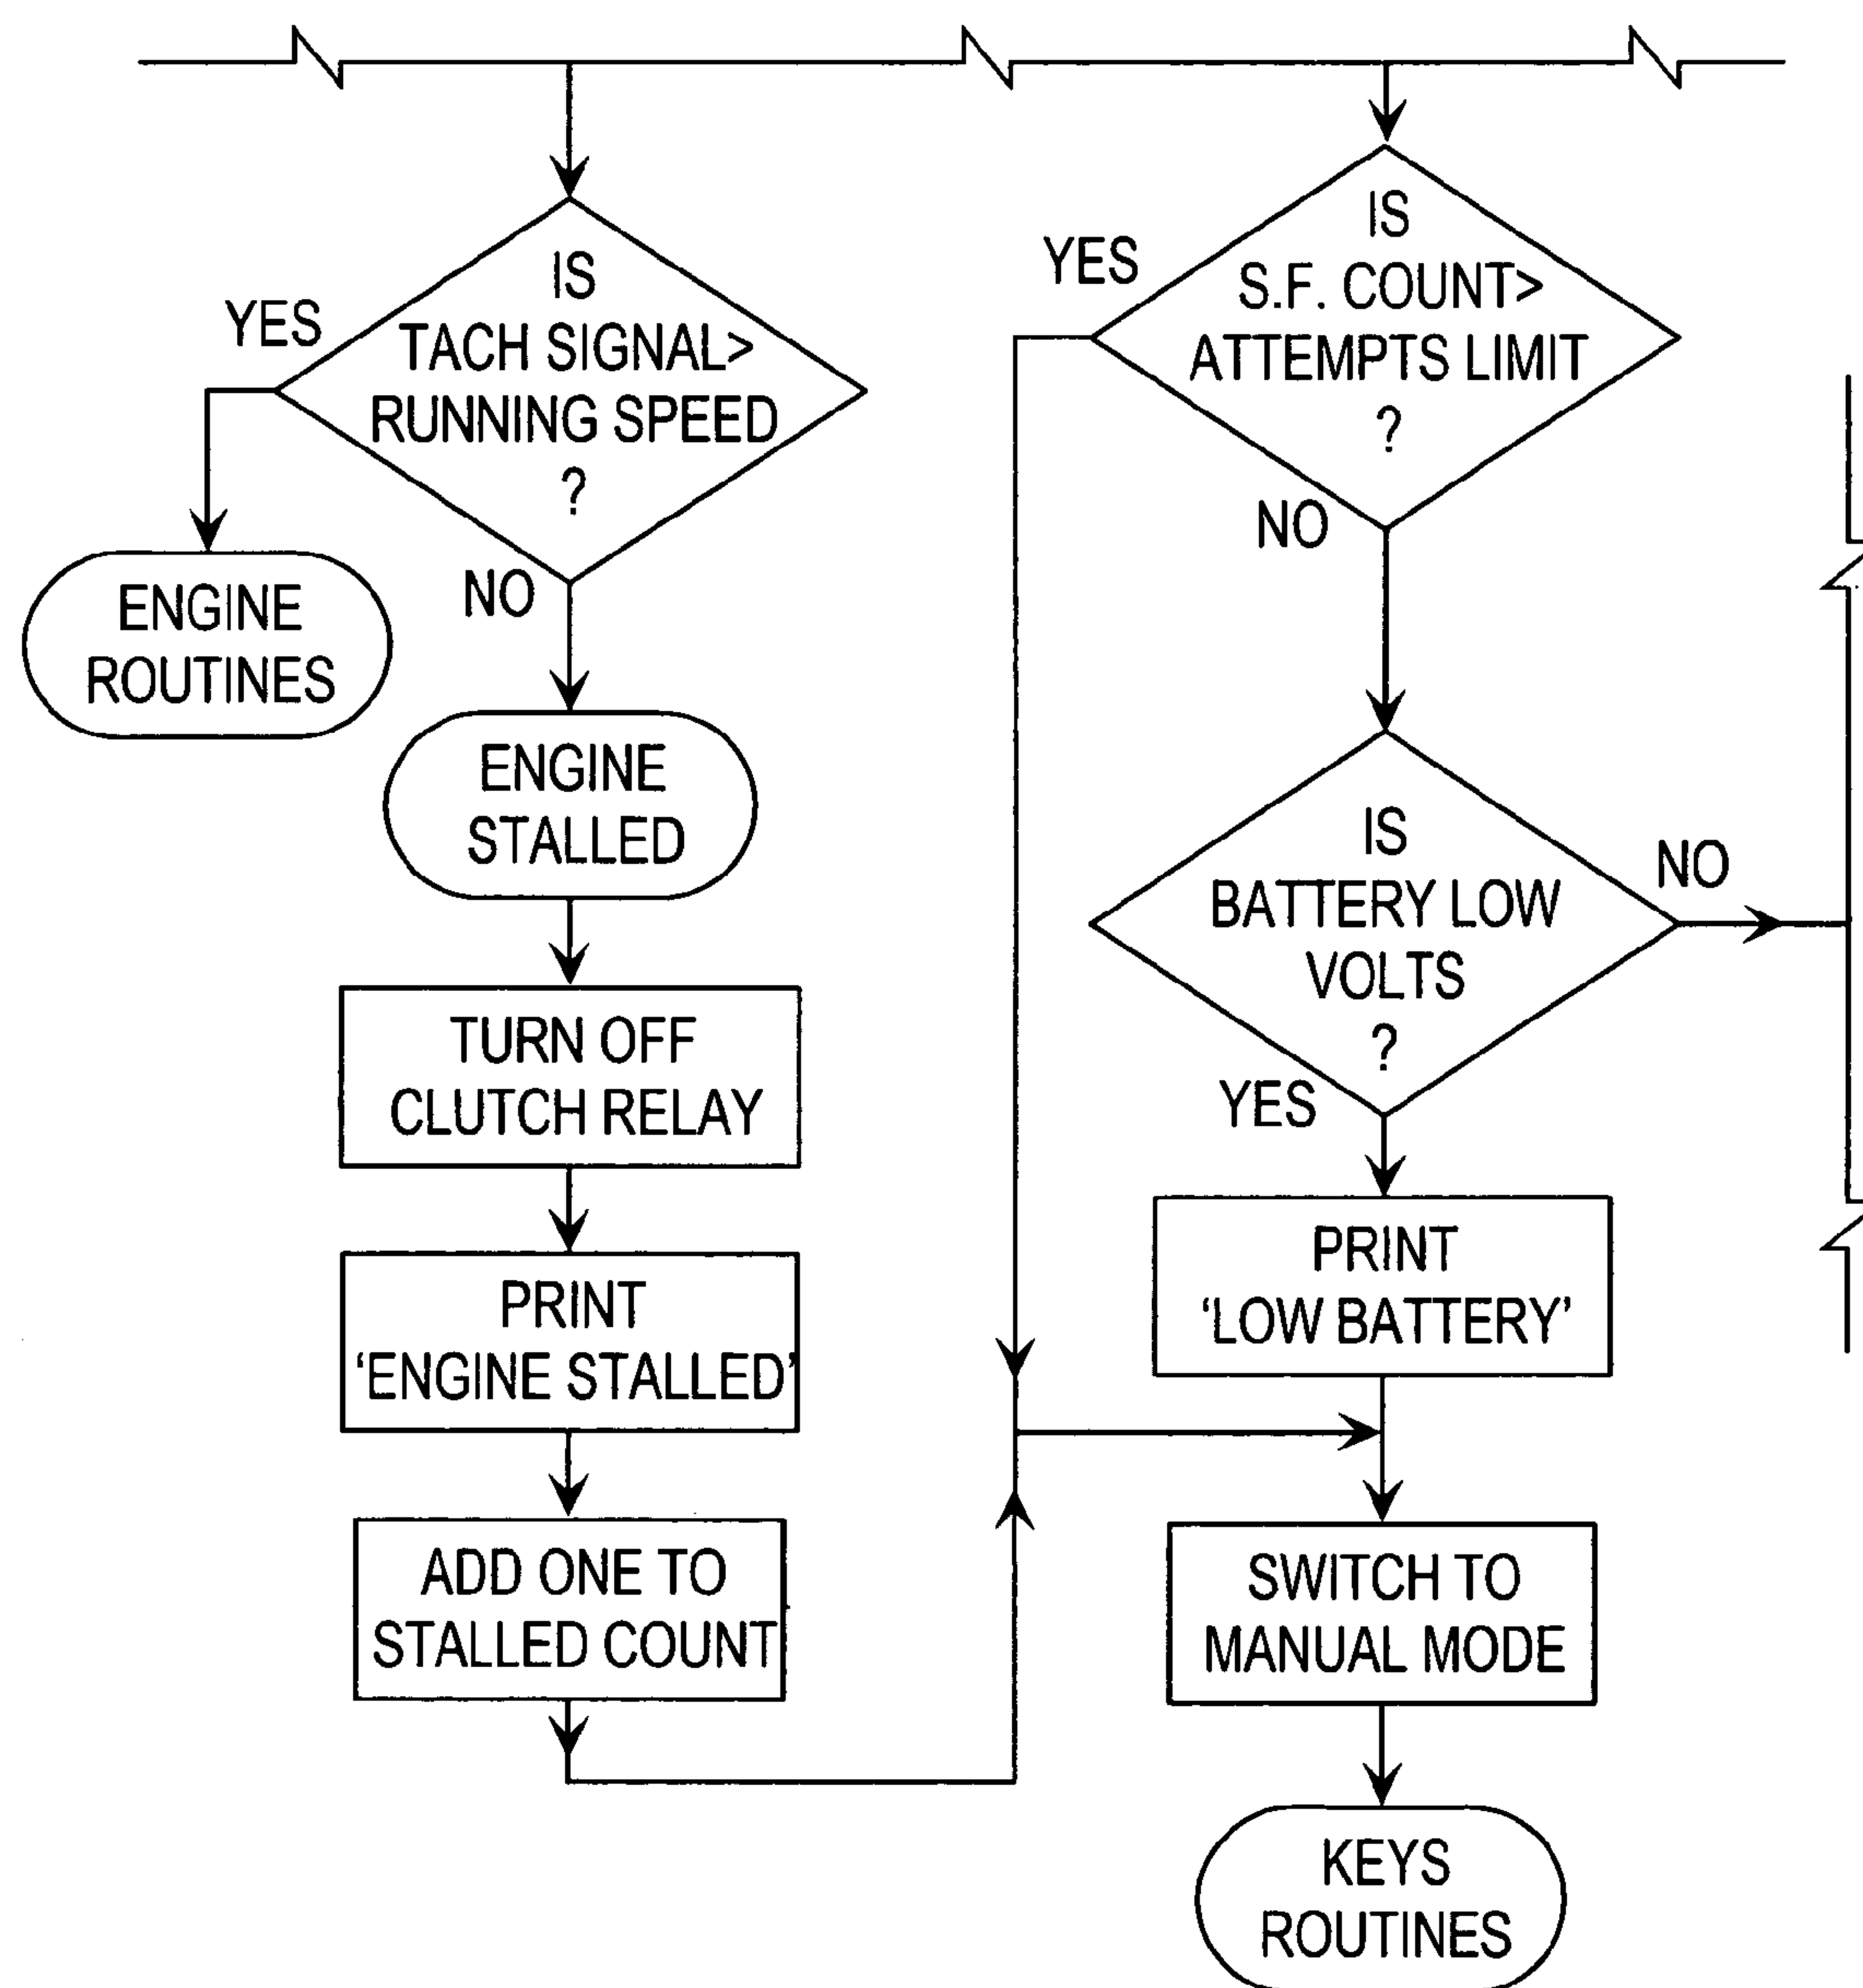 IS
TACH SIGNAL>
RUNNING SPEED
?
YES
NO
ENGINE
ROUTINES
ENGINE
STALLED
TURN OFF
CLUTCH RELAY
PRINT
'ENGINE STALLED'
ADD ONE TO
STALLED COUNT
IS
S.F. COUNT>
ATTEMPTS LIMIT
?
YES
NO
IS
BATTERY LOW
VOLTS
?
NO
YES
PRINT
'LOW BATTERY'
SWITCH TO
MANUAL MODE
KEYS
ROUTINES